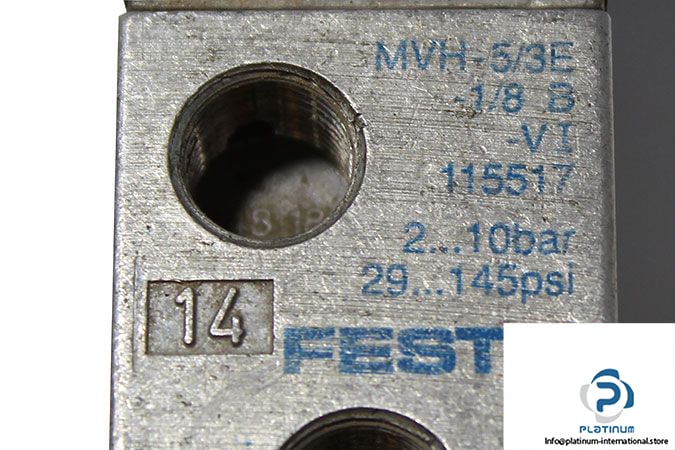 MVH-5/3E
-1/8 B
-VI
115517
2...10bar
29...145psi
14
FEST
PLATINUM
Info@platinum-international.store